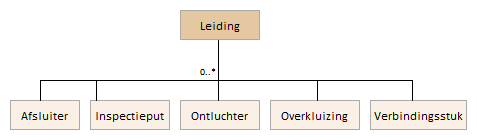 Leiding
0..*
Afsluiter Inspectieput Ontluchter Overkluizing Verbindingsstuk